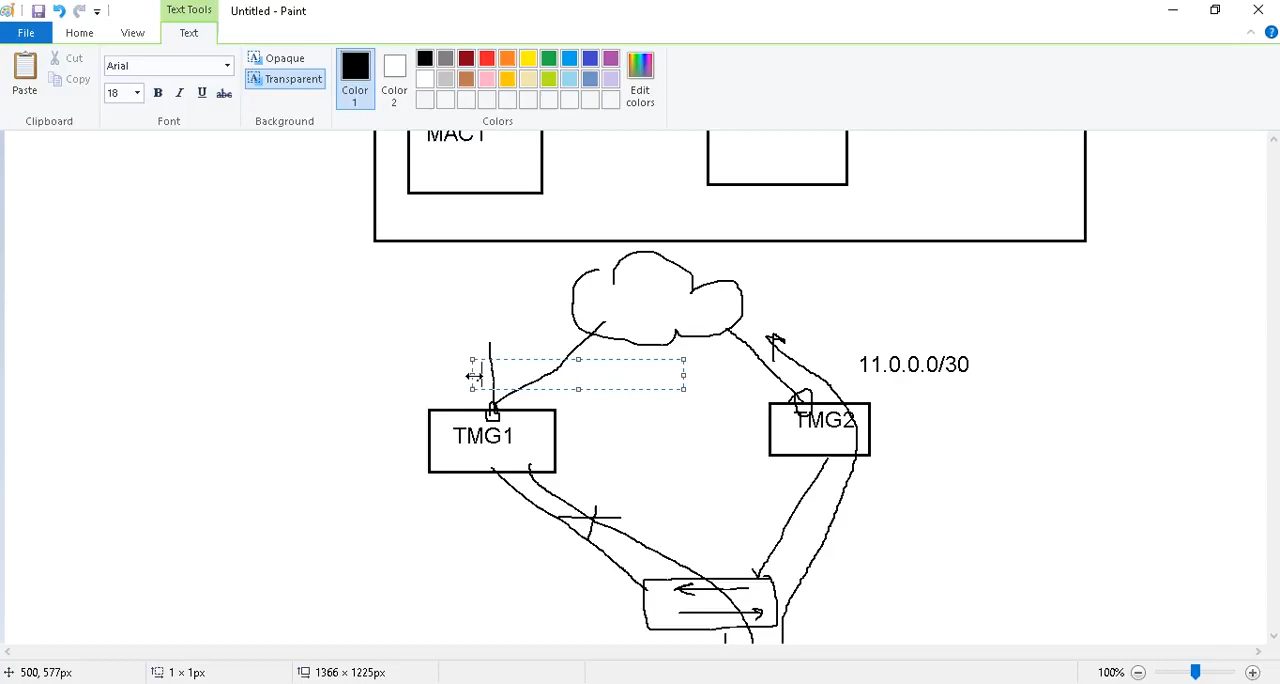 Text Tools
Untitled - Paint
File
Home
View
Text
Paste
Cut
Copy
Clipboard
Arial
18
B I U abc
Font
Opaque
Transparent
Background
Color 1
Color 2
Edit colors
Colors
MAC1
11.0.0.0/30
TMG1
TMG2
500, 577px
1 × 1px
1366 × 1225px
100%